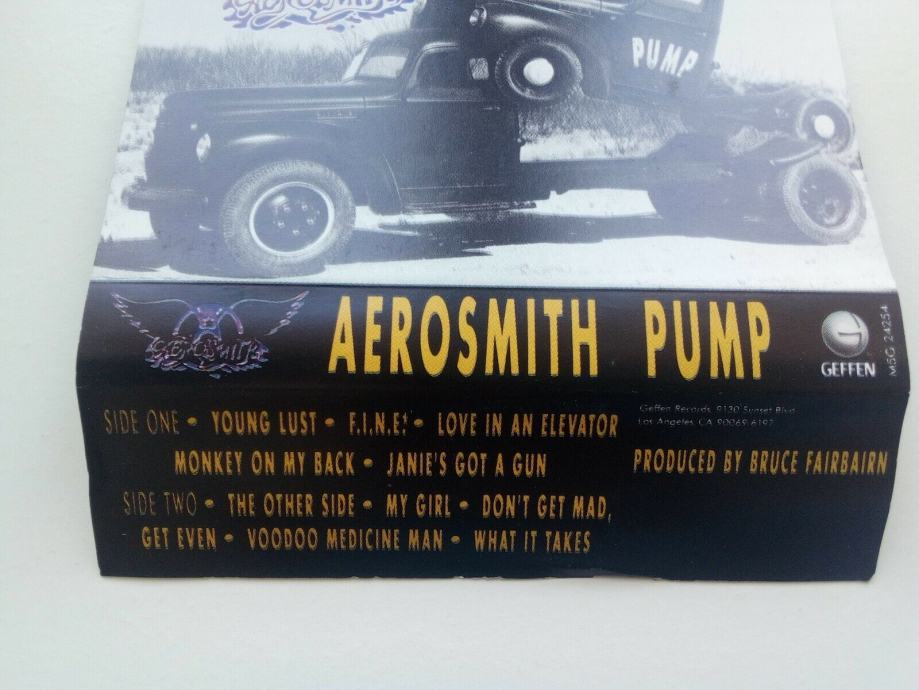 AEROSMITH
PUMP
AEROSMITH
AEROSMITH PUMP
GEFFEN
M5G 24254
SIDE ONE • YOUNG LUST • F.I.N.E.* • LOVE IN AN ELEVATOR
MONKEY ON MY BACK • JANIE'S GOT A GUN
SIDE TWO • THE OTHER SIDE • MY GIRL • DON'T GET MAD,
GET EVEN • VOODOO MEDICINE MAN • WHAT IT TAKES
Geffen Records, 9130 Sunset Blvd.
Los Angeles, CA 90069-6197
PRODUCED BY BRUCE FAIRBAIRN